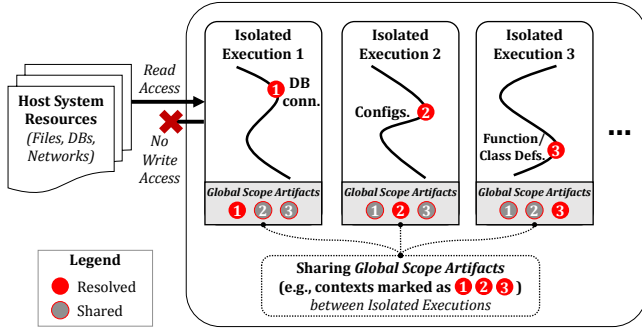 Host System
Resources
(Files, DBs,
Networks)
Read
Access
No
Write
Access
Isolated
Execution 1
1 DB
conn.
Global Scope Artifacts
1 2 3
Isolated
Execution 2
Configs. 2
Global Scope Artifacts
1 2 3
Isolated
Execution 3
Function/
Class Defs. 3
Global Scope Artifacts
1 2 3
...
Sharing Global Scope Artifacts
(e.g., contexts marked as 1 2 3 )
between Isolated Executions
Legend
Resolved
Shared